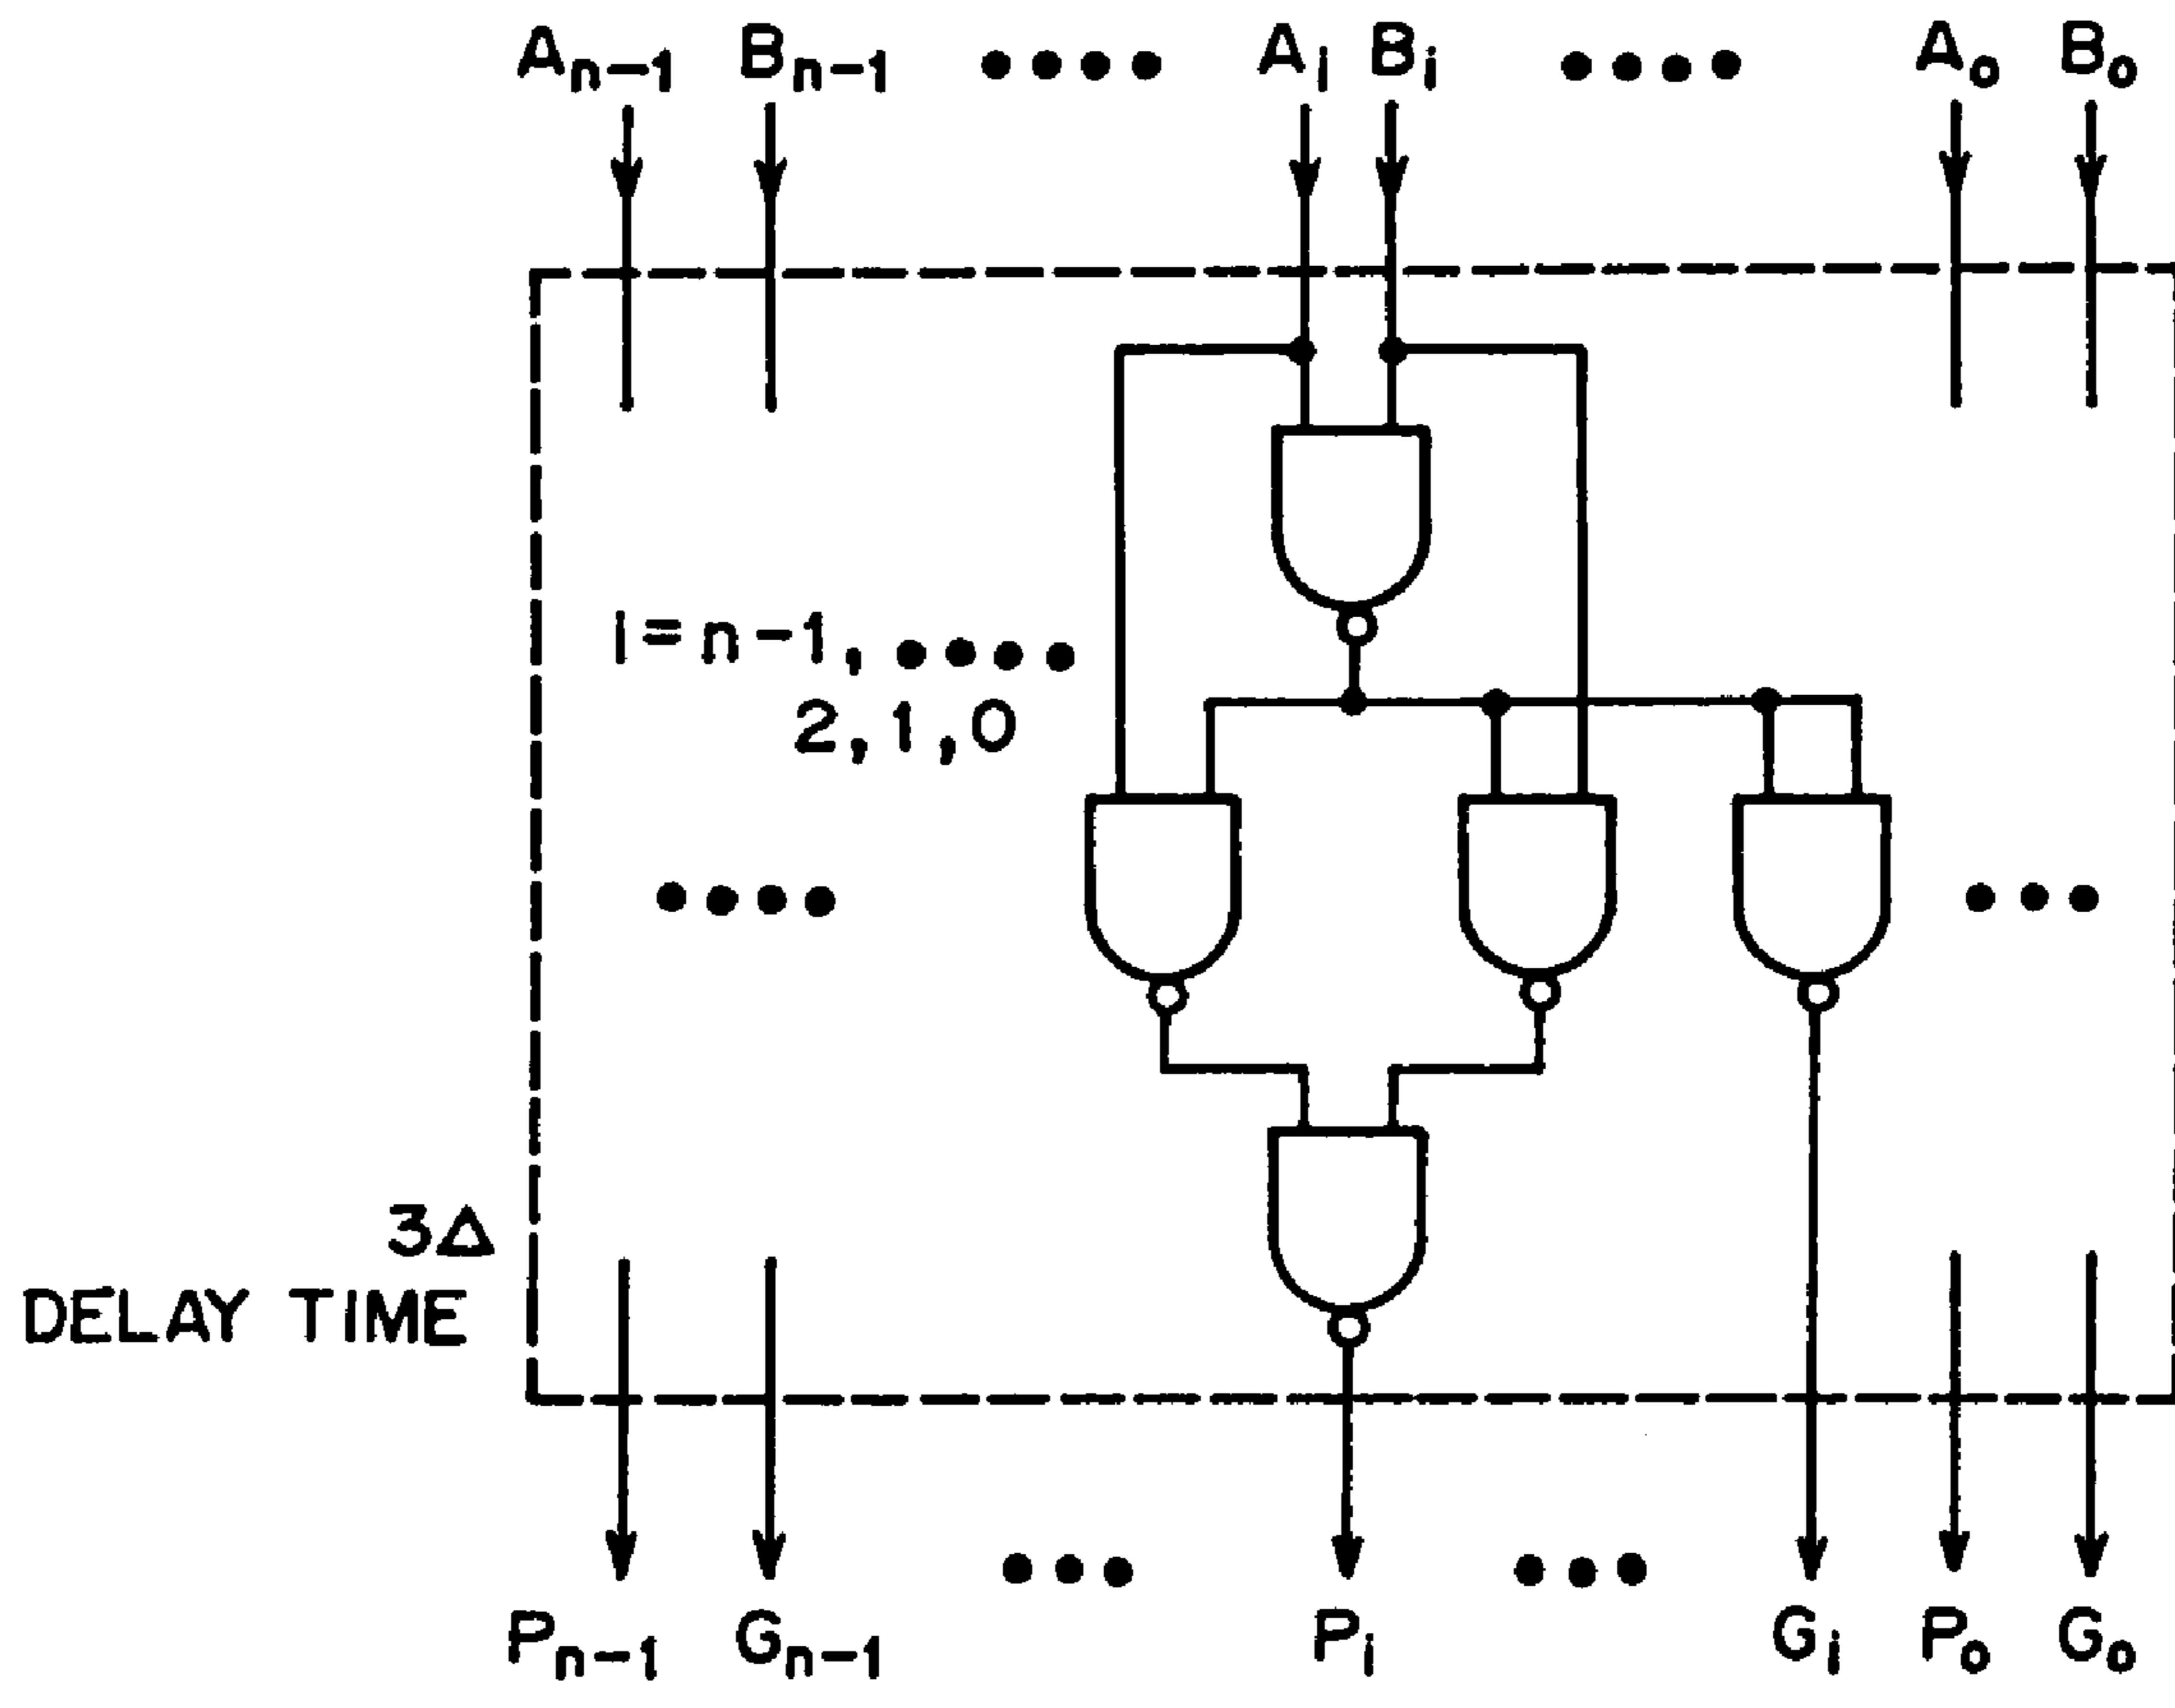 Aₙ₋₁ Bₙ₋₁ •••• Aᵢ Bᵢ •••• A₀ B₀
i=n-1, ••••
2,1,0
•••• •••
3Δ
DELAY TIME
••• •••
Pₙ₋₁ Gₙ₋₁ Pᵢ Gᵢ P₀ G₀